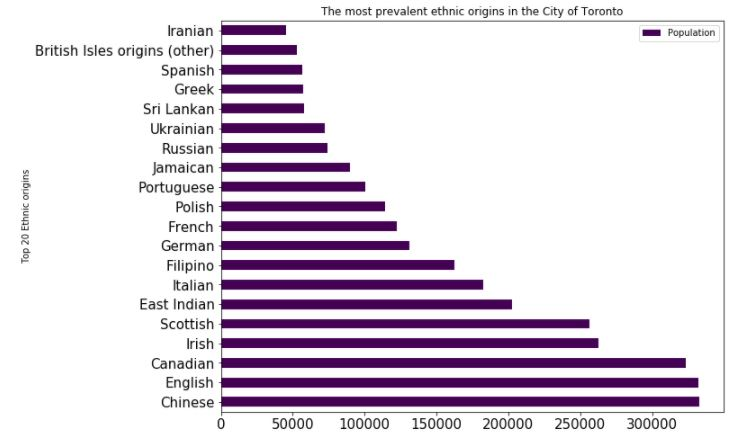 The most prevalent ethnic origins in the City of Toronto
Population
Top 20 Ethnic origins
Iranian
British Isles origins (other)
Spanish
Greek
Sri Lankan
Ukrainian
Russian
Jamaican
Portuguese
Polish
French
German
Filipino
Italian
East Indian
Scottish
Irish
Canadian
English
Chinese
0 50000 100000 150000 200000 250000 300000